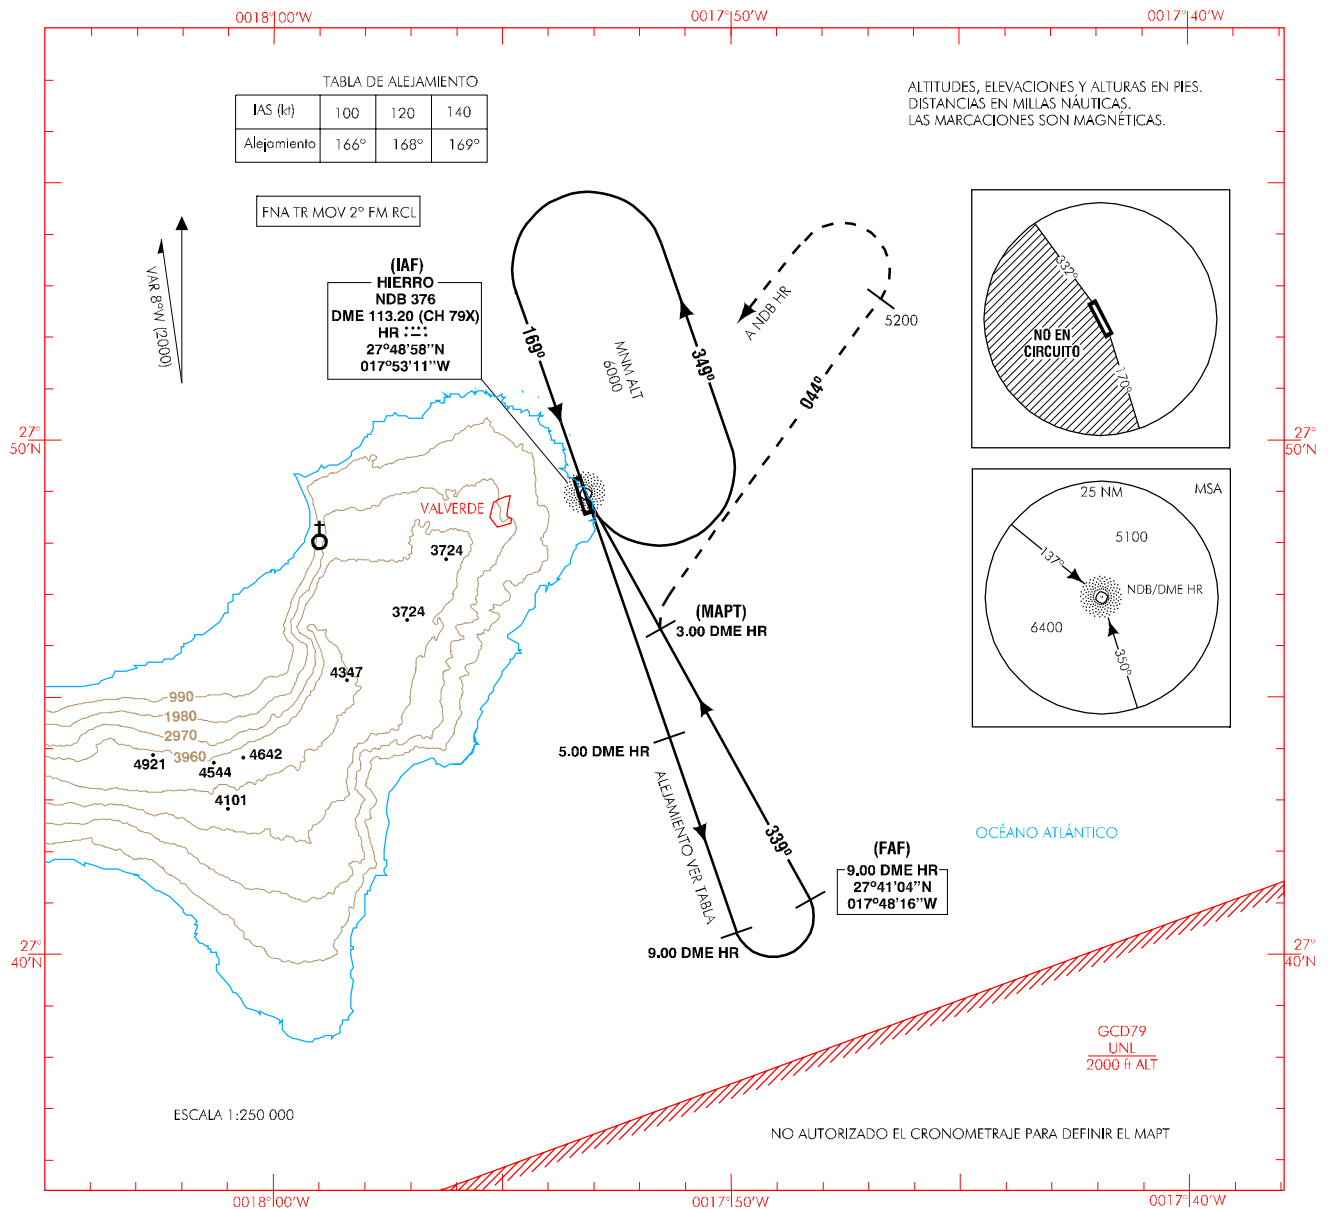 0018°00'W
0017°50'W
0017°40'W
TABLA DE ALEJAMIENTO
IAS (kt) 100 120 140
Alejamiento 166° 168° 169°
ALTITUDES, ELEVACIONES Y ALTURAS EN PIES.
DISTANCIAS EN MILLAS NÁUTICAS.
LAS MARCACIONES SON MAGNÉTICAS.
FNA TR MOV 2° FM RCL
VAR 8°W (2000)
(IAF)
HIERRO
NDB 376
DME 113.20 (CH 79X)
HR
27°48'58''N
017°53'11''W
169°
MNM ALT
6000
349°
A NDB HR
5200
044°
332°
NO EN
CIRCUITO
170°
27°
50'N
27°
50'N
25 NM
MSA
5100
137°
NDB/DME HR
6400
350°
VALVERDE
3724
3724
4347
(MAPT)
3.00 DME HR
990
1980
2970
3960
4921
4544
4642
4101
5.00 DME HR
ALEJAMIENTO VER TABLA
339°
OCÉANO ATLÁNTICO
(FAF)
9.00 DME HR
27°41'04''N
017°48'16''W
9.00 DME HR
27°
40'N
27°
40'N
GCD79
UNL
2000 ft ALT
ESCALA 1:250 000
NO AUTORIZADO EL CRONOMETRAJE PARA DEFINIR EL MAPT
0018°00'W
0017°50'W
0017°40'W